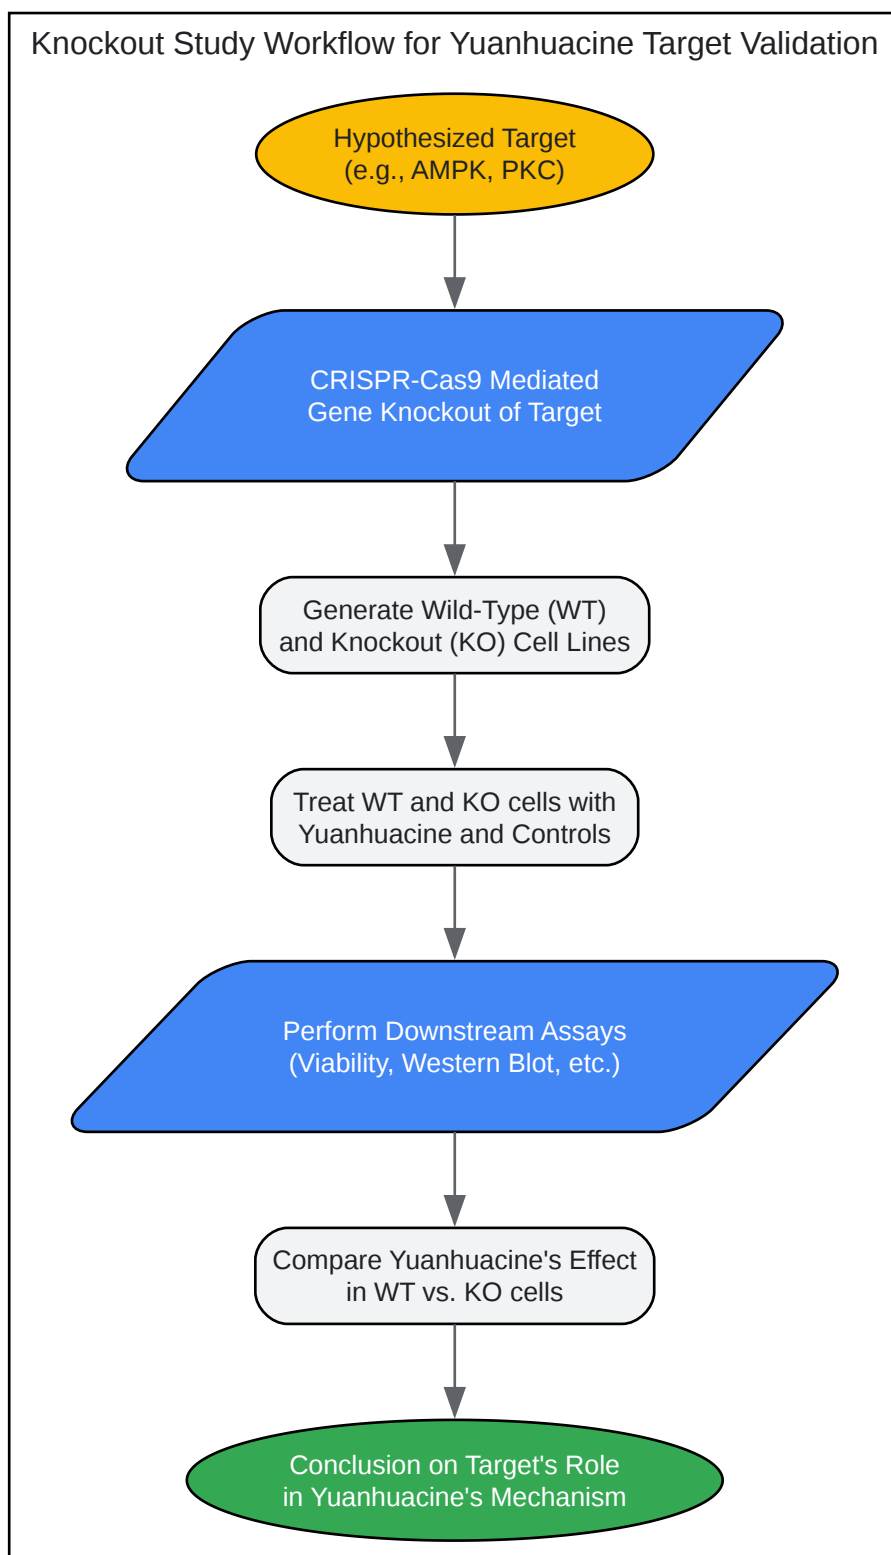 Knockout Study Workflow for Yuanhuacine Target Validation
Hypothesized Target
(e.g., AMPK, PKC)
CRISPR-Cas9 Mediated
Gene Knockout of Target
Generate Wild-Type (WT)
and Knockout (KO) Cell Lines
Treat WT and KO cells with
Yuanhuacine and Controls
Perform Downstream Assays
(Viability, Western Blot, etc.)
Compare Yuanhuacine's Effect
in WT vs. KO cells
Conclusion on Target's Role
in Yuanhuacine's Mechanism